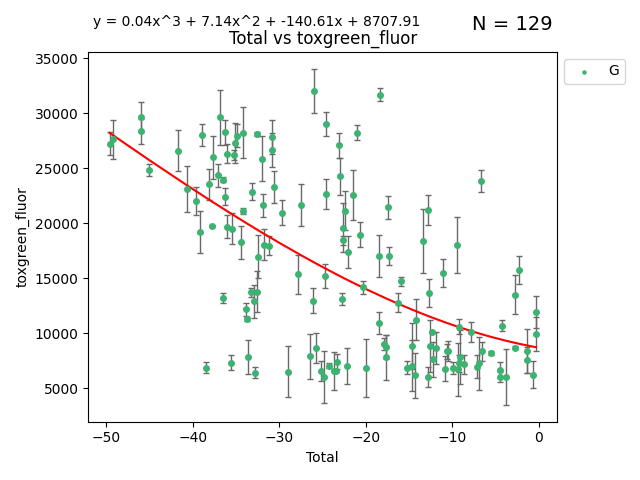 y = 0.04x^3 + 7.14x^2 + -140.61x + 8707.91
N = 129
Total vs toxgreen_fluor
G
35000
30000
25000
20000
15000
10000
5000
toxgreen_fluor
−50
−40
−30
−20
−10
0
Total